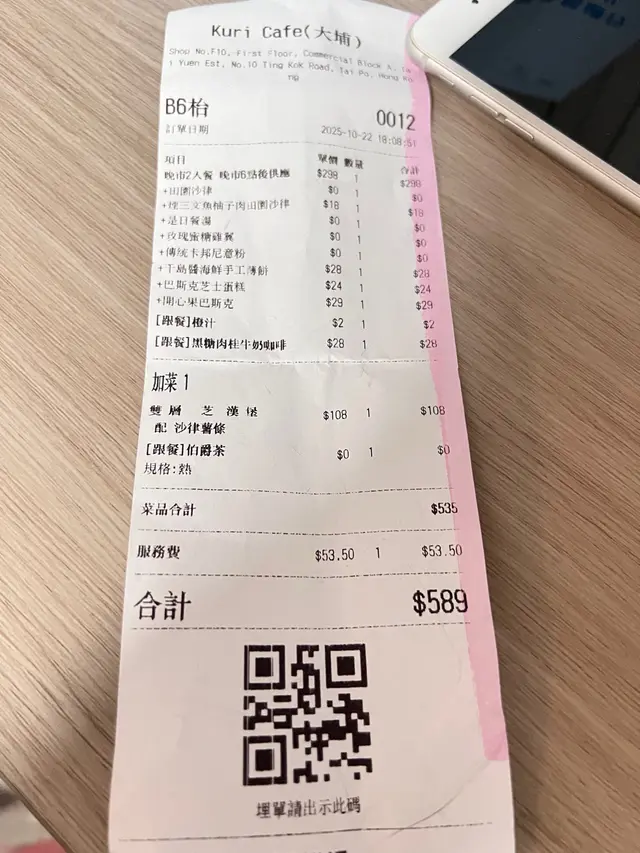 Kuri Cafe(大埔)
Shop No.F10, First Floor, Commercial Block A, Ta
i Yuen Est, No.10 Ting Kok Road, Tai Po, Hong Ko
ng
B6枱 0012
訂單日期 2025-10-22 18:08:51
項目 單價 數量 合計
晚市2人餐 晚市6點後供應 $298 1 $298
+田園沙律 $0 1 $0
+煙三文魚柚子肉田園沙律 $18 1 $18
+是日餐湯 $0 1 $0
+玫瑰蜜糖雞翼 $0 1 $0
+傳統卡邦尼意粉 $0 1 $0
+千島醬海鮮手工薄餅 $28 1 $28
+巴斯克芝士蛋糕 $24 1 $24
+開心果巴斯克 $29 1 $29
[跟餐]橙汁 $2 1 $2
[跟餐]黑糖肉桂牛奶咖啡 $28 1 $28
加菜 1
雙 層 芝 漢 堡 $108 1 $108
配 沙律薯條
[跟餐]伯爵茶 $0 1 $0
規格:熱
菜品合計 $535
服務費 $53.50 1 $53.50
合計 $589
埋單請出示此碼